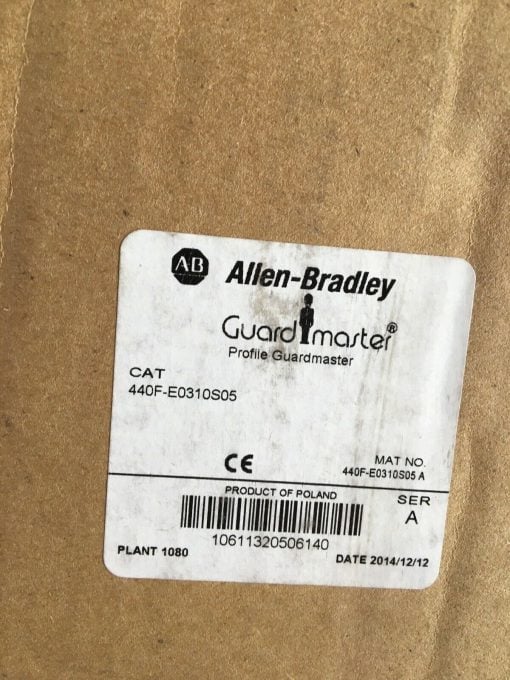 AB Allen-Bradley
Guardmaster®
Profile Guardmaster
CAT
440F-E0310S05
CE
MAT NO.
440F-E0310S05 A
PRODUCT OF POLAND
SER
A
10611320506140
PLANT 1080
DATE 2014/12/12